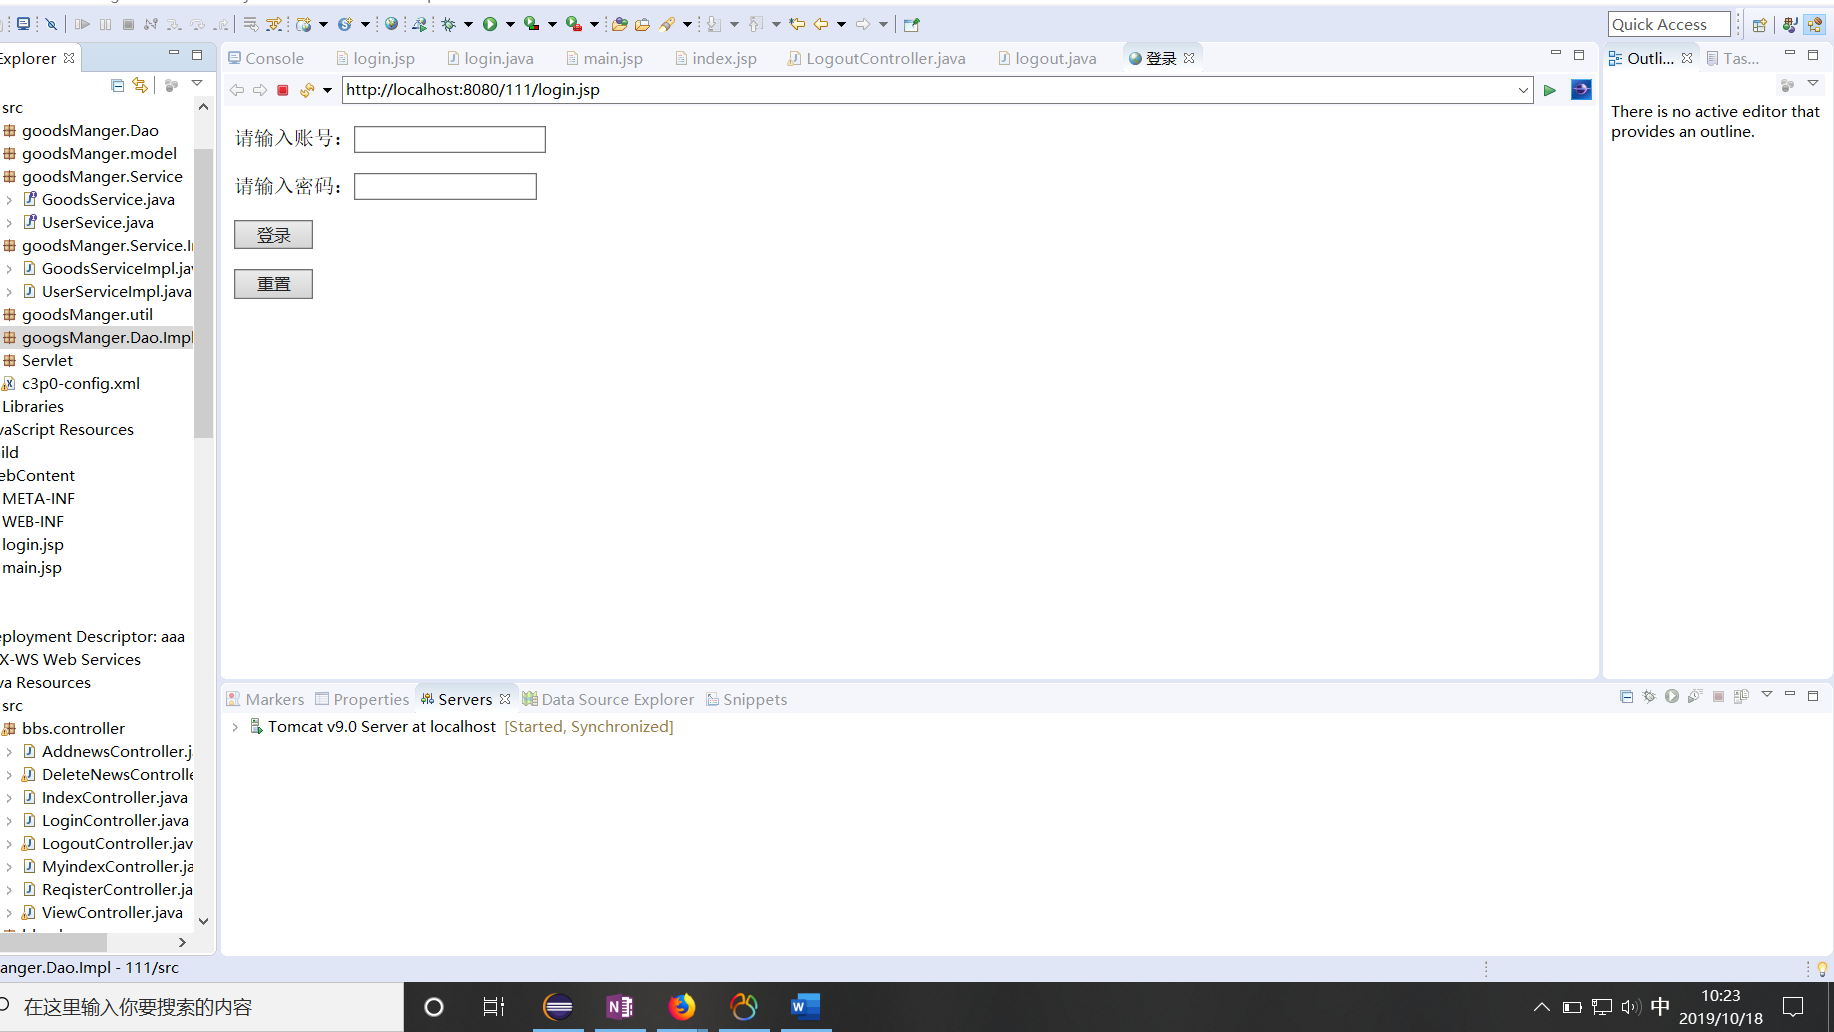 Quick Access
Explorer
Console
login.jsp
login.java
main.jsp
index.jsp
LogoutController.java
logout.java
登录
Outli...
Tas...
http://localhost:8080/111/login.jsp
There is no active editor that
provides an outline.
请输入账号：
请输入密码：
登录
重置
src
goodsManger.Dao
goodsManger.model
goodsManger.Service
GoodsService.java
UserSevice.java
goodsManger.Service.I
GoodsServiceImpl.jav
UserServiceImpl.java
goodsManger.util
googsManger.Dao.Impl
Servlet
c3p0-config.xml
Libraries
vaScript Resources
ild
ebContent
META-INF
WEB-INF
login.jsp
main.jsp
eployment Descriptor: aaa
X-WS Web Services
va Resources
src
bbs.controller
AddnewsController.j
DeleteNewsControlle
IndexController.java
LoginController.java
LogoutController.jav
MyindexController.ja
ReqisterController.ja
ViewController.java
Markers
Properties
Servers
Data Source Explorer
Snippets
Tomcat v9.0 Server at localhost [Started, Synchronized]
anger.Dao.Impl - 111/src
在这里输入你要搜索的内容
中
10:23
2019/10/18